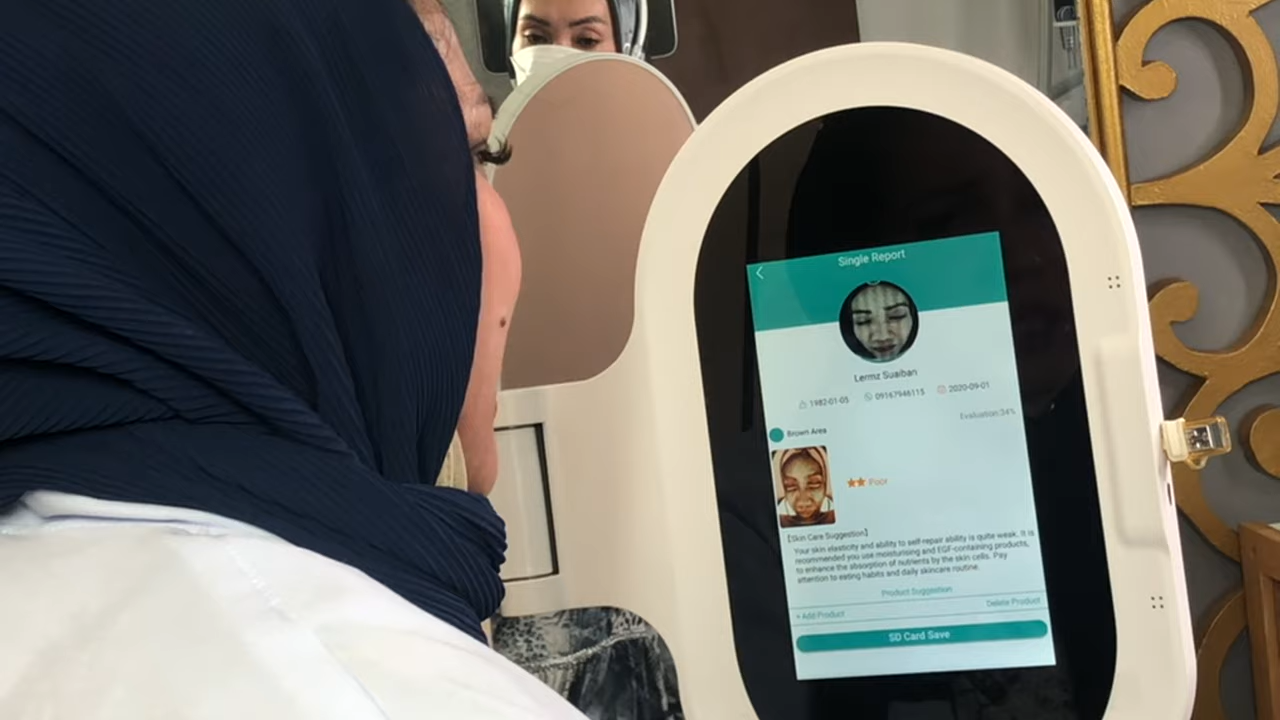 Single Report
Lermz Suaiban
1982-01-05 09167946115 2020-09-01
Evaluation:34%
Brown Area
Poor
【Skin Care Suggestion】
Your skin elasticity and ability to self-repair ability is quite weak. It is
recommended you use moisturising and EGF-containing products,
to enhance the absorption of nutrients by the skin cells. Pay
attention to eating habits and daily skincare routine.
Product Suggestion
+ Add Product Delete Product
SD Card Save